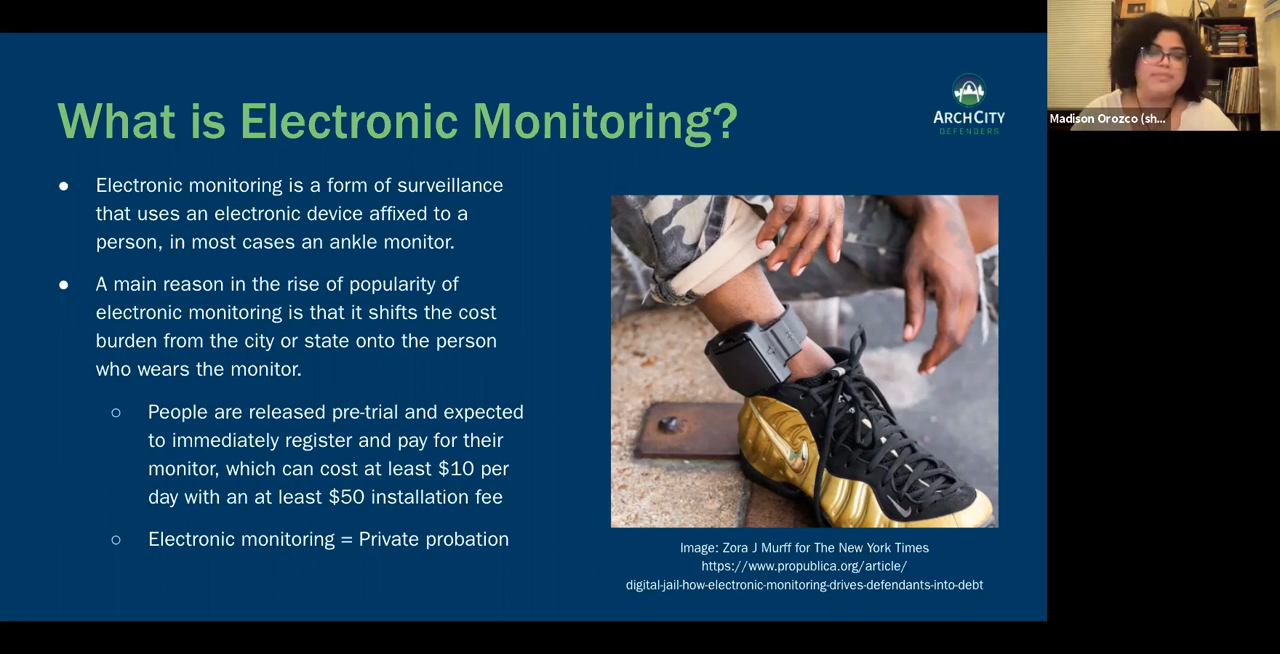 What is Electronic Monitoring?
ARCHCITY
DEFENDERS
Madison Orozco (sh...
● Electronic monitoring is a form of surveillance
that uses an electronic device affixed to a
person, in most cases an ankle monitor.
● A main reason in the rise of popularity of
electronic monitoring is that it shifts the cost
burden from the city or state onto the person
who wears the monitor.
○ People are released pre-trial and expected
to immediately register and pay for their
monitor, which can cost at least $10 per
day with an at least $50 installation fee
○ Electronic monitoring = Private probation
Image: Zora J Murff for The New York Times
https://www.propublica.org/article/
digital-jail-how-electronic-monitoring-drives-defendants-into-debt